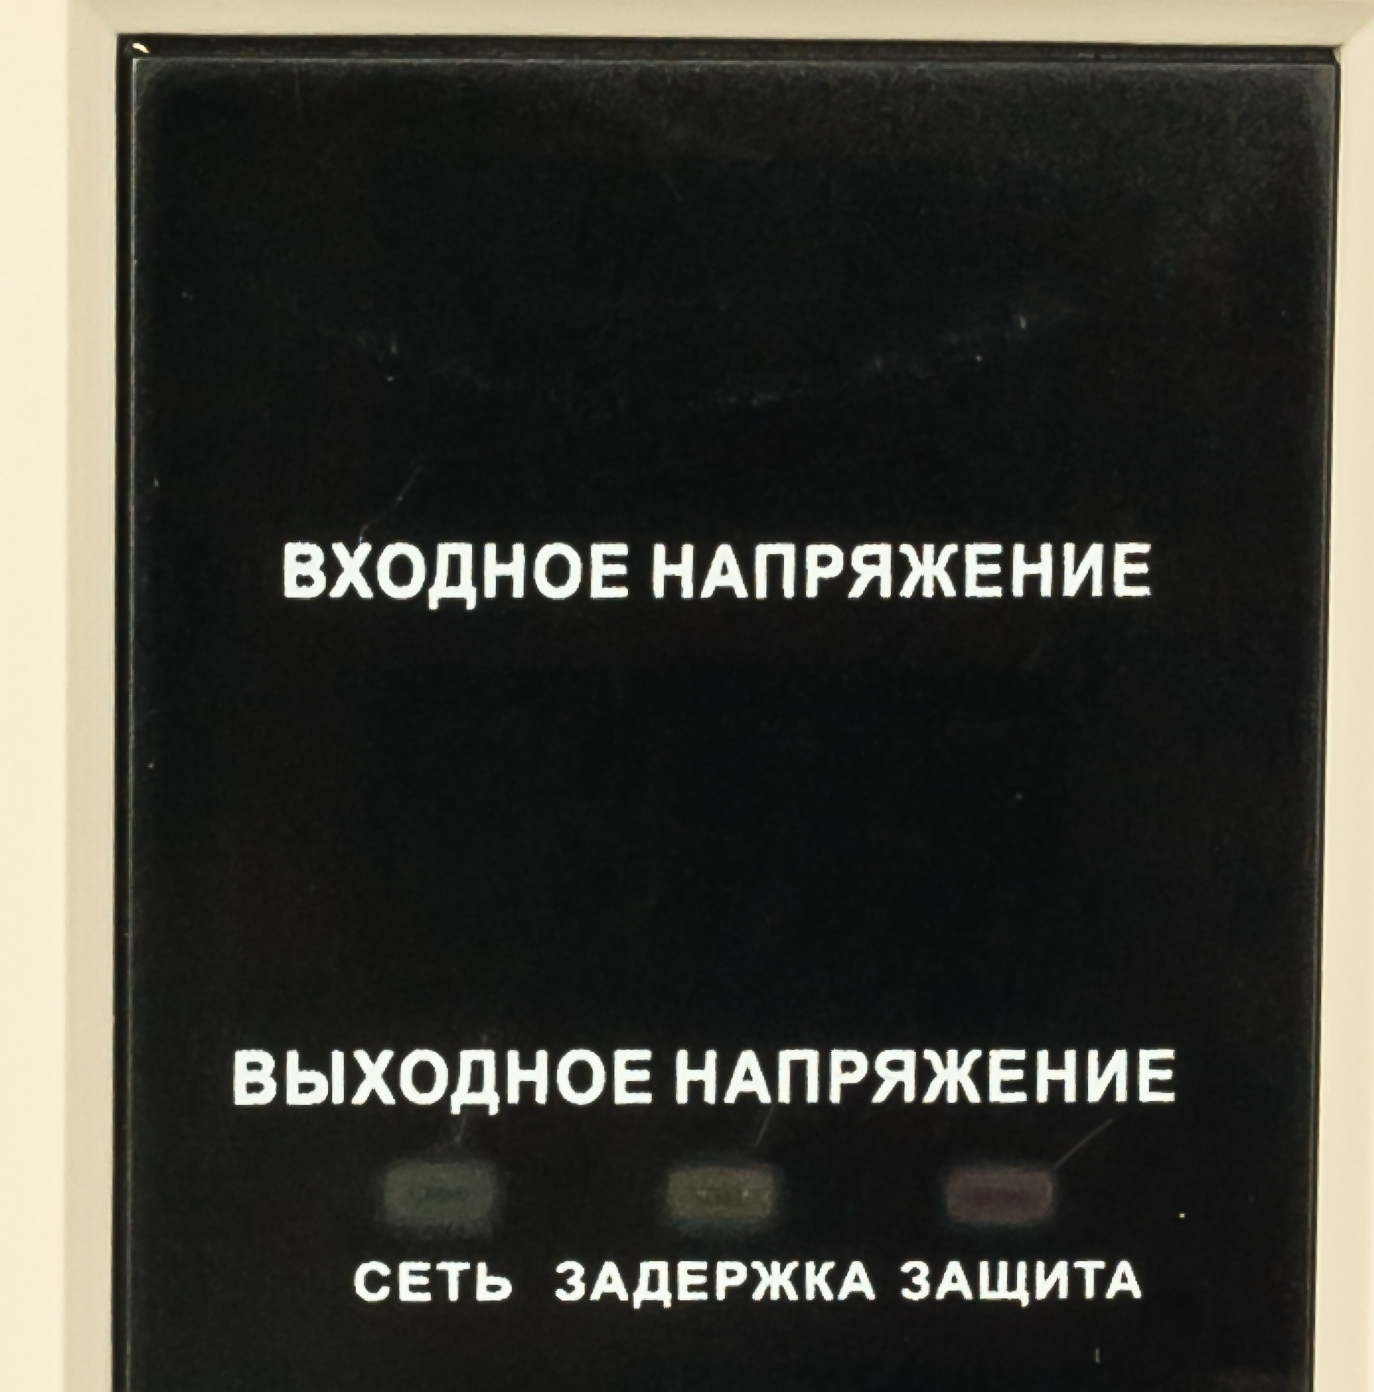 ВХОДНОЕ НАПРЯЖЕНИЕ
ВЫХОДНОЕ НАПРЯЖЕНИЕ
СЕТЬ ЗАДЕРЖКА ЗАЩИТА